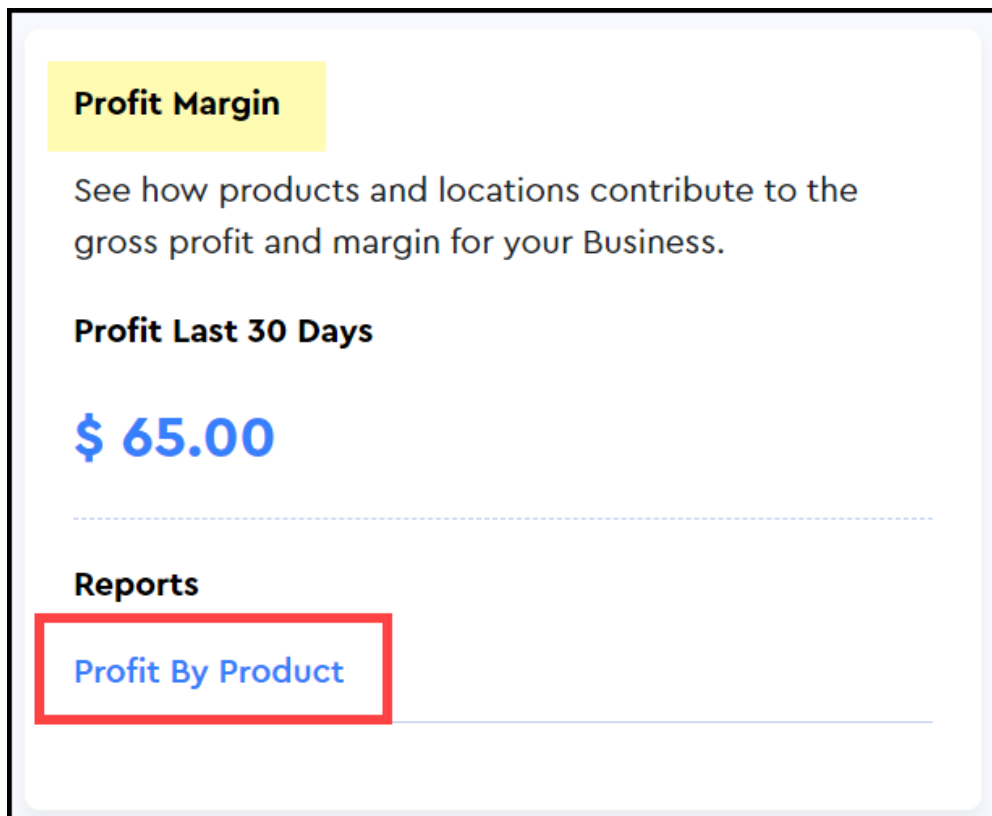 Profit Margin
See how products and locations contribute to the
gross profit and margin for your Business.
Profit Last 30 Days
$ 65.00
Reports
Profit By Product